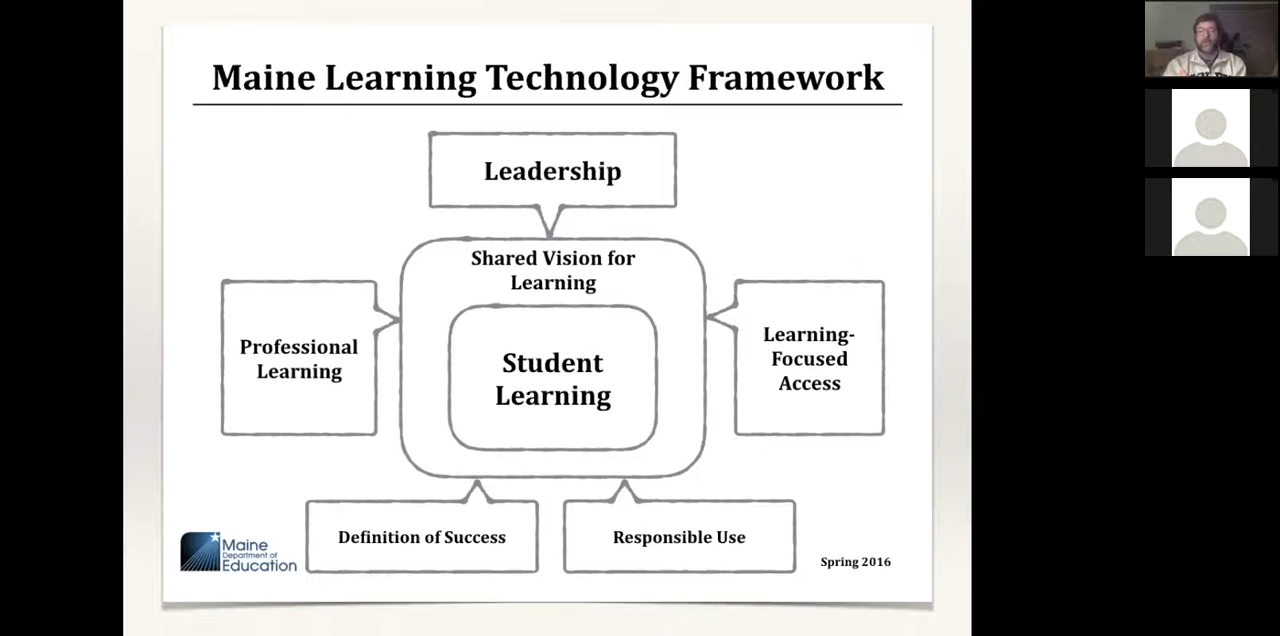 Maine Learning Technology Framework
Leadership
Shared Vision for
Learning
Professional
Learning
Student
Learning
Learning-
Focused
Access
Definition of Success
Responsible Use
Maine
Department of
Education
Spring 2016